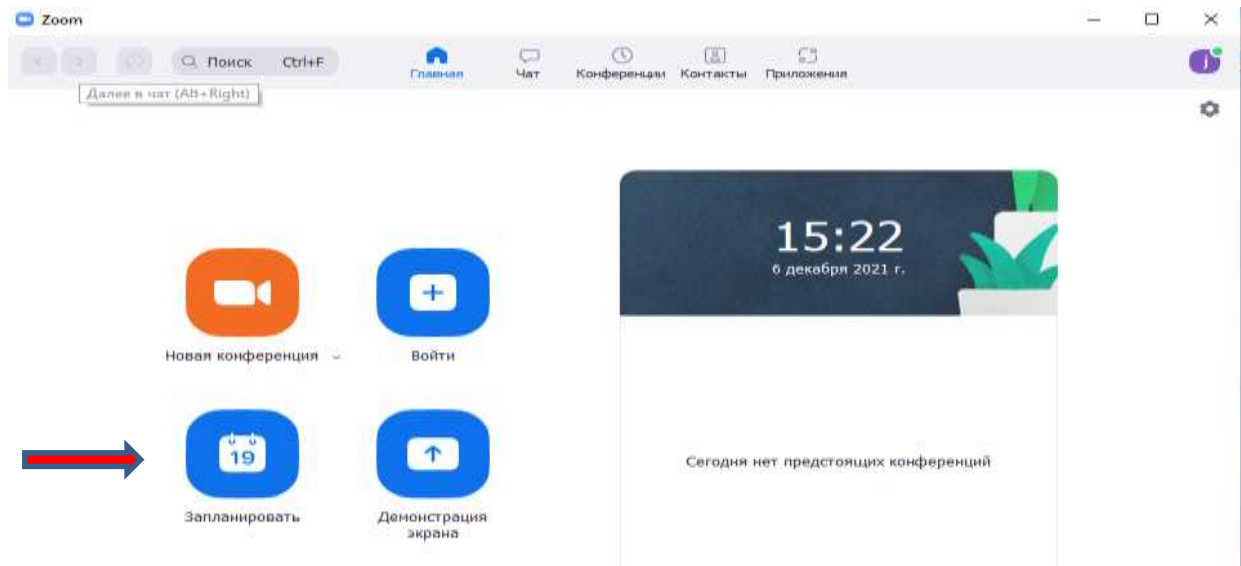 Zoom
Поиск Ctrl+F
Главная
Чат
Конференции
Контакты
Приложения
j
Далее в чат (Alt+Right)
15:22
6 декабря 2021 г.
Новая конференция
Войти
19
Запланировать
Демонстрация
экрана
Сегодня нет предстоящих конференций